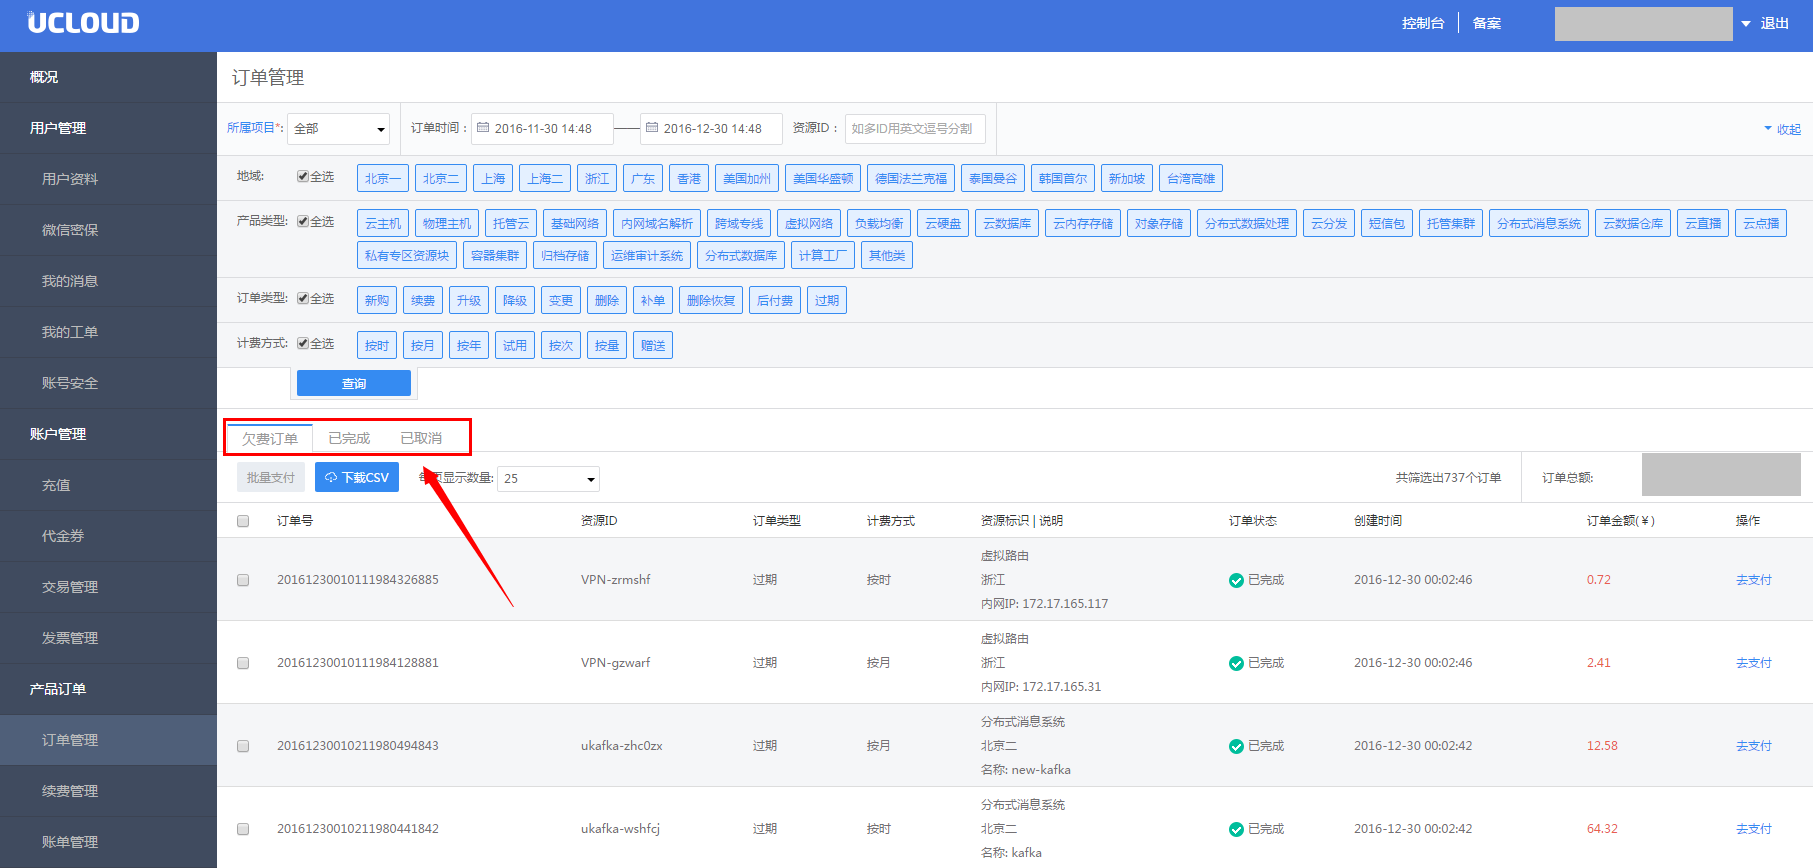 UCLOUD
控制台 备案 退出
概况
用户管理
用户资料
微信密保
我的消息
我的工单
账号安全
账户管理
充值
代金券
交易管理
发票管理
产品订单
订单管理
续费管理
账单管理
订单管理
所属项目*: 全部 订单时间： 2016-11-30 14:48 2016-12-30 14:48 资源ID： 如多ID用英文逗号分割 收起
地域: 全选 北京一 北京二 上海 上海二 浙江 广东 香港 美国加州 美国华盛顿 德国法兰克福 泰国曼谷 韩国首尔 新加坡 台湾高雄
产品类型: 全选 云主机 物理主机 托管云 基础网络 内网域名解析 跨域专线 虚拟网络 负载均衡 云硬盘 云数据库 云内存存储 对象存储 分布式数据处理 云分发 短信包 托管集群 分布式消息系统 云数据仓库 云直播 云点播
私有专区资源块 容器集群 归档存储 运维审计系统 分布式数据库 计算工厂 其他类
订单类型: 全选 新购 续费 升级 降级 变更 删除 补单 删除恢复 后付费 过期
计费方式: 全选 按时 按月 按年 试用 按次 按量 赠送
查询
欠费订单 已完成 已取消
批量支付 下载CSV 页显示数量: 25 共筛选出737个订单 订单总额:
订单号 资源ID 订单类型 计费方式 资源标识 | 说明 订单状态 创建时间 订单金额(￥) 操作
虚拟路由
20161230010111984326885 VPN-zrmshf 过期 按时 浙江 已完成 2016-12-30 00:02:46 0.72 去支付
内网IP: 172.17.165.117
虚拟路由
20161230010111984128881 VPN-gzwarf 过期 按月 浙江 已完成 2016-12-30 00:02:46 2.41 去支付
内网IP: 172.17.165.31
分布式消息系统
20161230010211980494843 ukafka-zhc0zx 过期 按月 北京二 已完成 2016-12-30 00:02:42 12.58 去支付
名称: new-kafka
分布式消息系统
20161230010211980441842 ukafka-wshfcj 过期 按时 北京二 已完成 2016-12-30 00:02:42 64.32 去支付
名称: kafka